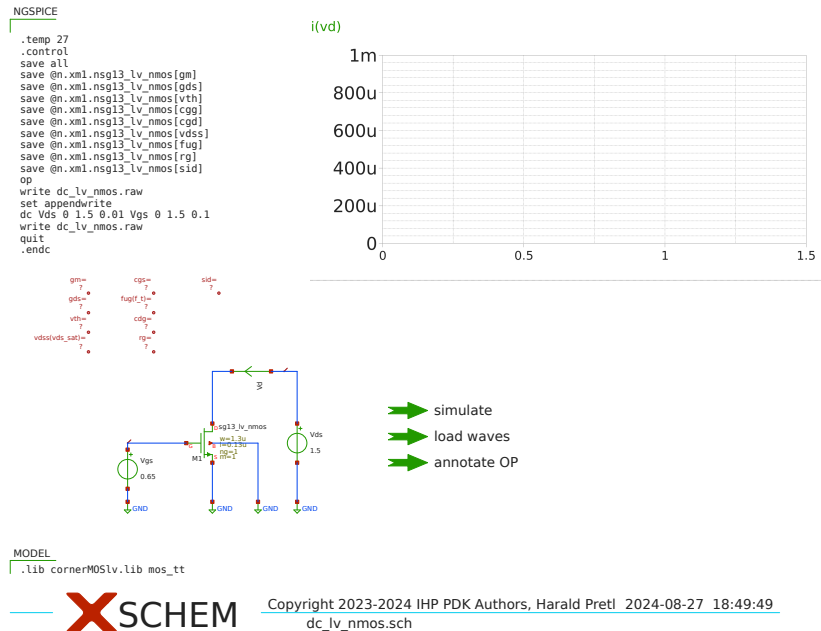 NGSPICE
.temp 27
.control
save all
save @n.xm1.nsg13_lv_nmos[gm]
save @n.xm1.nsg13_lv_nmos[gds]
save @n.xm1.nsg13_lv_nmos[vth]
save @n.xm1.nsg13_lv_nmos[cgg]
save @n.xm1.nsg13_lv_nmos[cgd]
save @n.xm1.nsg13_lv_nmos[vdss]
save @n.xm1.nsg13_lv_nmos[fug]
save @n.xm1.nsg13_lv_nmos[rg]
save @n.xm1.nsg13_lv_nmos[sid]
op
write dc_lv_nmos.raw
set appendwrite
dc Vds 0 1.5 0.01 Vgs 0 1.5 0.1
write dc_lv_nmos.raw
quit
.endc
i(vd)
1m
800u
600u
400u
200u
0
0 0.5 1 1.5
gm= cgs= sid=
? ? ?
gds= fug(f_t)=
? ?
vth= cdg=
? ?
vdss(vds_sat)= rg=
? ?
Vd
D
sg13_lv_nmos
w=1.3u
l=0.13u
ng=1
m=1
G
B
S
M1
Vgs
0.65
Vds
1.5
GND GND GND GND
simulate
load waves
annotate OP
MODEL
.lib cornerMOSlv.lib mos_tt
XSCHEM
Copyright 2023-2024 IHP PDK Authors, Harald Pretl 2024-08-27 18:49:49
dc_lv_nmos.sch